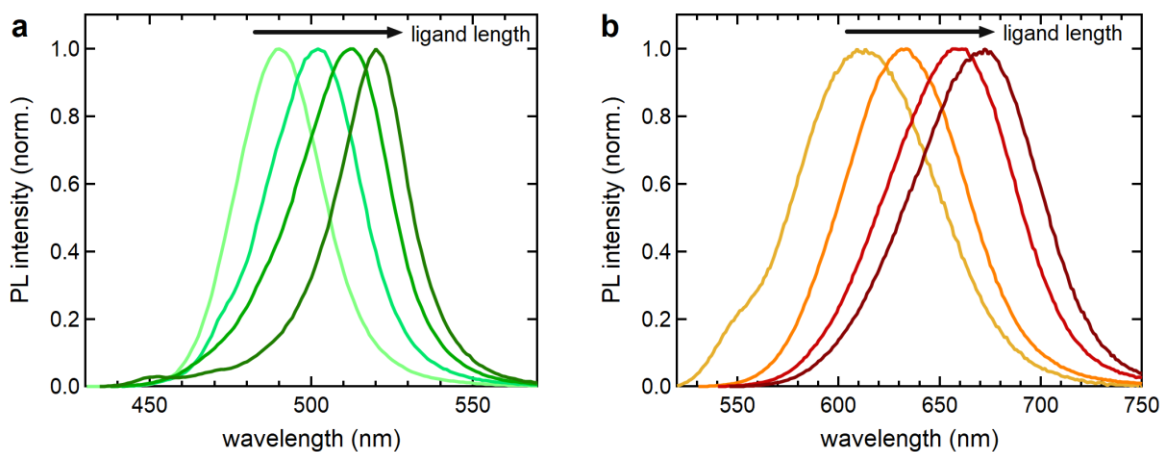 a
ligand length
1.0
0.8
0.6
0.4
0.2
0.0
PL intensity (norm.)
450
500
550
wavelength (nm)
b
ligand length
1.0
0.8
0.6
0.4
0.2
0.0
PL intensity (norm.)
550
600
650
700
750
wavelength (nm)